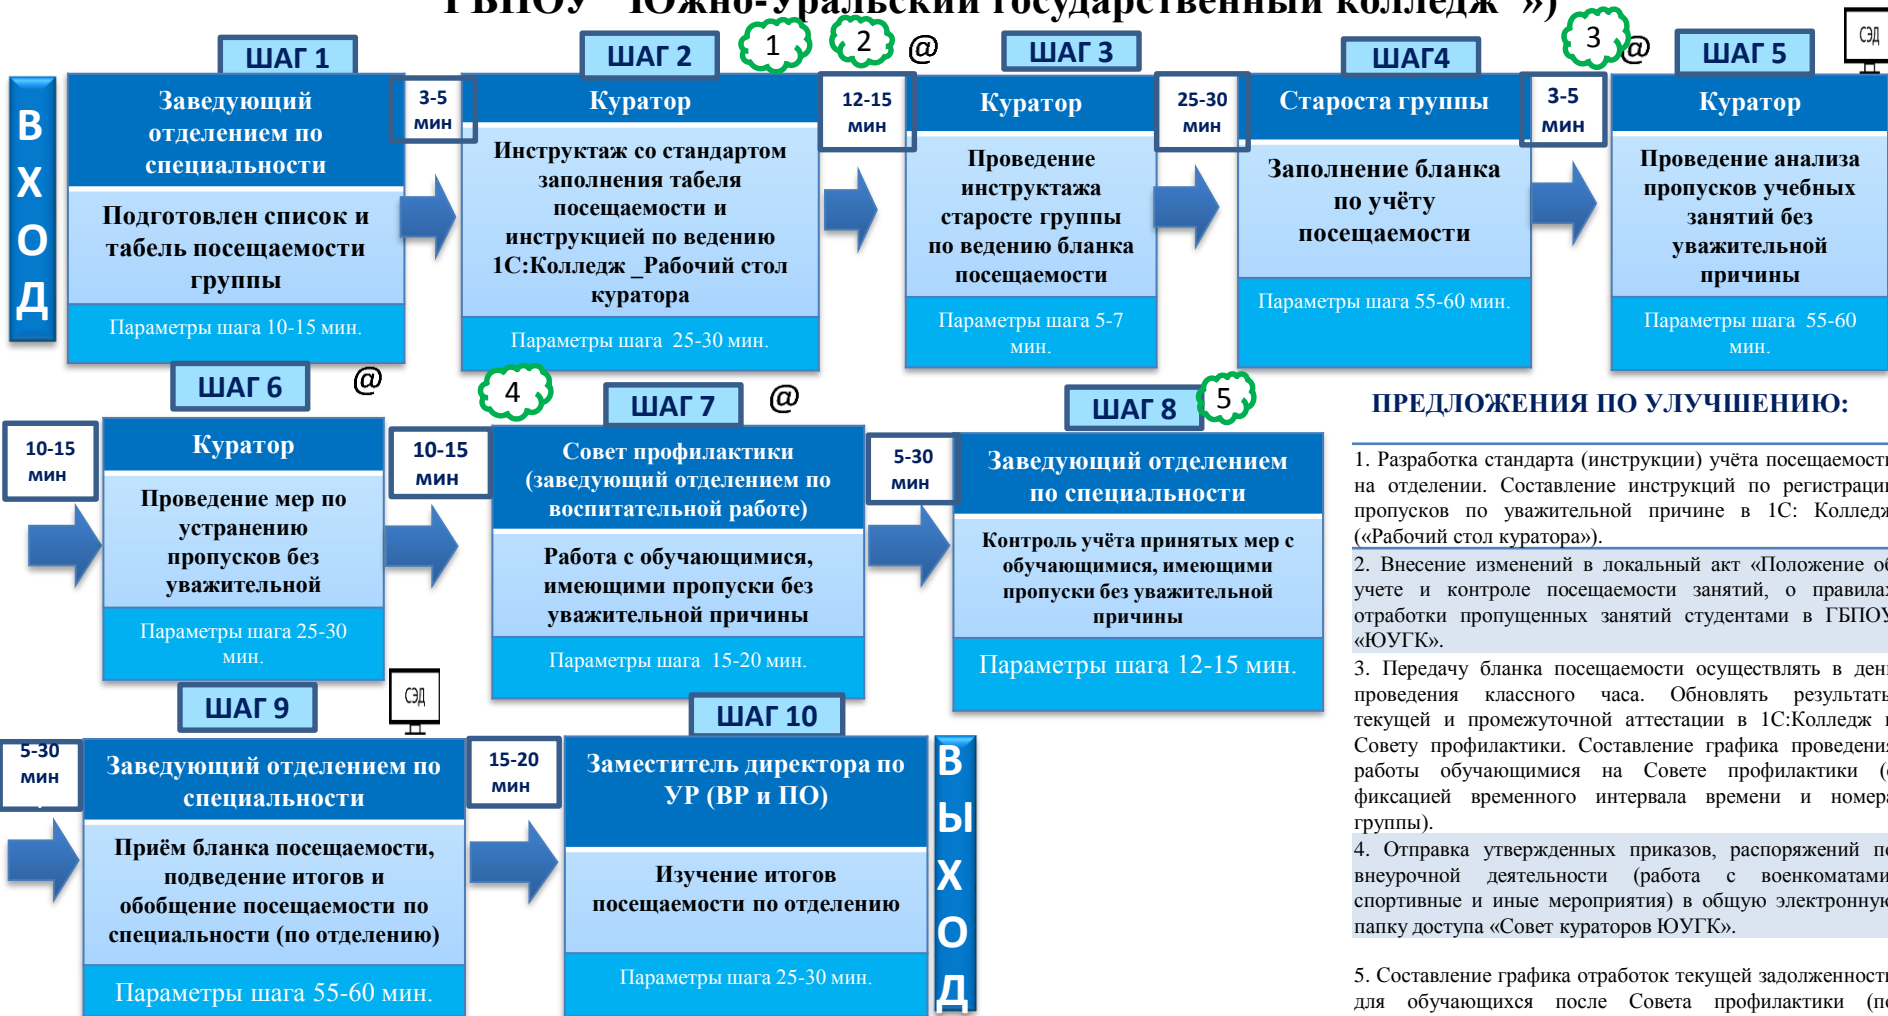 ГБПОУ "Южно-Уральский государственный колледж"»)
ВХОД
ШАГ 1
Заведующий
отделением по
специальности
Подготовлен список и
табель посещаемости
группы
Параметры шага 10-15 мин.
3-5
мин
ШАГ 2
1
Куратор
Инструктаж со стандартом
заполнения табеля
посещаемости и
инструкцией по ведению
1С:Колледж _Рабочий стол
куратора
Параметры шага 25-30 мин.
2
@
12-15
мин
ШАГ 3
Куратор
Проведение
инструктажа
старосте группы
по ведению бланка
посещаемости
Параметры шага 5-7
мин.
25-30
мин
ШАГ4
Староста группы
Заполнение бланка
по учёту
посещаемости
Параметры шага 55-60 мин.
3
@
3-5
мин
ШАГ 5
СЭД
Куратор
Проведение анализа
пропусков учебных
занятий без
уважительной
причины
Параметры шага 55-60
мин.
10-15
мин
ШАГ 6
@
Куратор
Проведение мер по
устранению
пропусков без
уважительной
Параметры шага 25-30
мин.
10-15
мин
4
ШАГ 7
@
Совет профилактики
(заведующий отделением по
воспитательной работе)
Работа с обучающимися,
имеющими пропуски без
уважительной причины
Параметры шага 15-20 мин.
5-30
мин
ШАГ 8
5
Заведующий отделением
по специальности
Контроль учёта принятых мер с
обучающимися, имеющими
пропуски без уважительной
причины
Параметры шага 12-15 мин.
5-30
мин
ШАГ 9
СЭД
Заведующий отделением по
специальности
Приём бланка посещаемости,
подведение итогов и
обобщение посещаемости по
специальности (по отделению)
Параметры шага 55-60 мин.
15-20
мин
ШАГ 10
Заместитель директора по
УР (ВР и ПО)
Изучение итогов
посещаемости по отделению
Параметры шага 25-30 мин.
ВЫХОД
ПРЕДЛОЖЕНИЯ ПО УЛУЧШЕНИЮ:
1. Разработка стандарта (инструкции) учёта посещаемости
на отделении. Составление инструкций по регистрации
пропусков по уважительной причине в 1С: Колледж
(«Рабочий стол куратора»).
2. Внесение изменений в локальный акт «Положение об
учете и контроле посещаемости занятий, о правилах
отработки пропущенных занятий студентами в ГБПОУ
«ЮУГК».
3. Передачу бланка посещаемости осуществлять в день
проведения классного часа. Обновлять результаты
текущей и промежуточной аттестации в 1С:Колледж к
Совету профилактики. Составление графика проведения
работы обучающимися на Совете профилактики (с
фиксацией временного интервала времени и номера
группы).
4. Отправка утвержденных приказов, распоряжений по
внеурочной деятельности (работа с военкоматами,
спортивные и иные мероприятия) в общую электронную
папку доступа «Совет кураторов ЮУГК».
5. Составление графика отработок текущей задолженности
для обучающихся после Совета профилактики (по